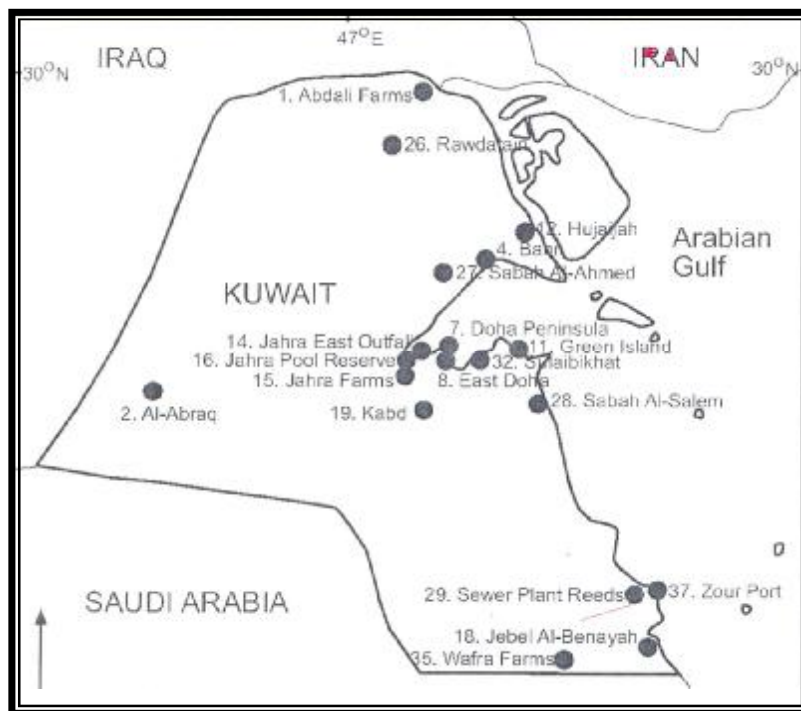 47°E
IRAQ
IRAN
30°N
30°N
1. Abdali Farms
26. Rawdatain
12. Hujaijah
4. Bahr
Arabian
Gulf
27. Sabah Al-Ahmed
KUWAIT
7. Doha Peninsula
14. Jahra East Outfall
11. Green Island
16. Jahra Pool Reserve
32. Sulaibikhat
15. Jahra Farms
8. East Doha
2. Al-Abraq
19. Kabd
28. Sabah Al-Salem
29. Sewer Plant Reeds
37. Zour Port
SAUDI ARABIA
18. Jebel Al-Benayah
35. Wafra Farms